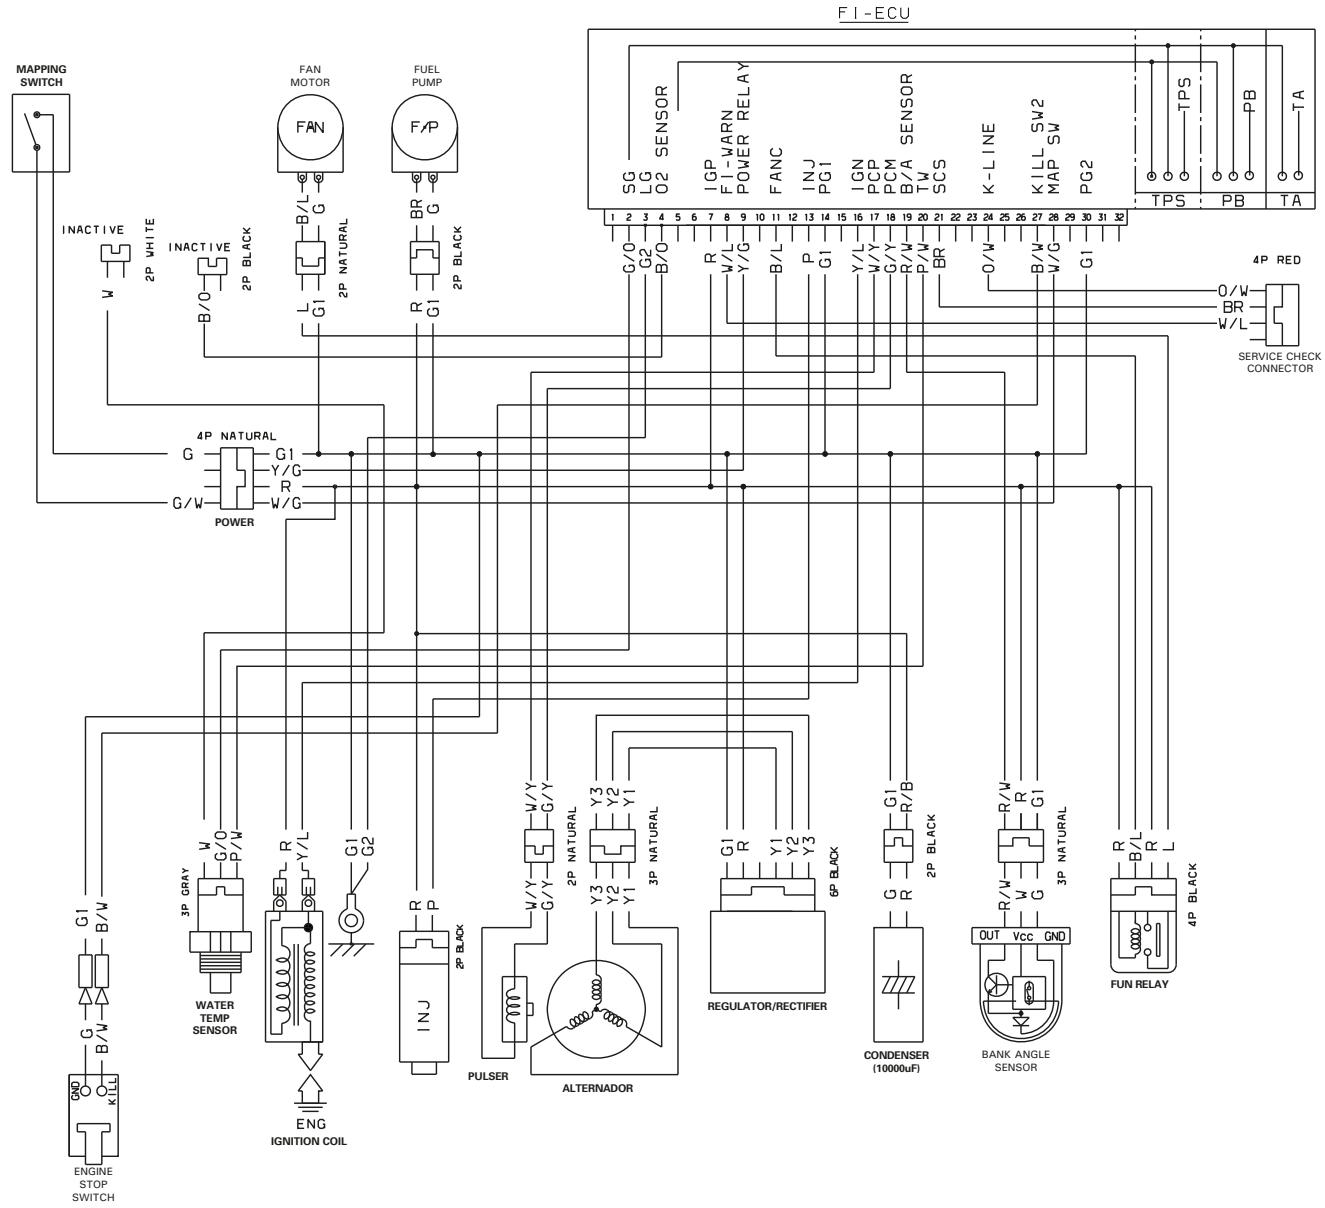 FI-ECU
MAPPING
SWITCH
FAN
MOTOR
FUEL
PUMP
FAN
F/P
SG
LG
O2 SENSOR
IGP
FI-WARN
POWER RELAY
FANC
INJ
PG1
IGN
PCP
PCM
B/A SENSOR
TW
SCS
K-LINE
KILL SW2
MAP SW
PG2
TPS
PB
TA
TPS
PB
TA
1 2 3 4 5 6 7 8 9 10 11 12 13 14 15 16 17 18 19 20 21 22 23 24 25 26 27 28 29 30 31 32
G/O
G2
B/O
R
W/L
Y/G
B/L
P
G1
Y/L
W/Y
G/Y
R/W
P/W
BR
O/W
B/W
W/G
G1
B/L
G
2P NATURAL
L
G1
BR
G
2P BLACK
R
G1
INACTIVE
2P WHITE
W
INACTIVE
2P BLACK
B/O
4P RED
O/W
BR
W/L
SERVICE CHECK
CONNECTOR
4P NATURAL
G
G1
Y/G
R
G/W
W/G
POWER
W
G/O
P/W
3P GRAY
WATER
TEMP
SENSOR
R
Y/L
ENG
IGNITION COIL
G1
G2
R
P
2P BLACK
INJ
W/Y
G/Y
2P NATURAL
W/Y
G/Y
PULSER
Y3
Y2
Y1
3P NATURAL
Y3
Y2
Y1
ALTERNADOR
G1
R
Y1
Y2
Y3
6P BLACK
REGULATOR/RECTIFIER
G1
R/B
2P BLACK
G
R
CONDENSER
(10000uF)
R/W
R
G1
3P NATURAL
R/W
W
G
OUT Vcc GND
BANK ANGLE
SENSOR
R
B/L
R
L
4P BLACK
FUN RELAY
G1
B/W
G
B/W
GND
KILL
ENGINE
STOP
SWITCH